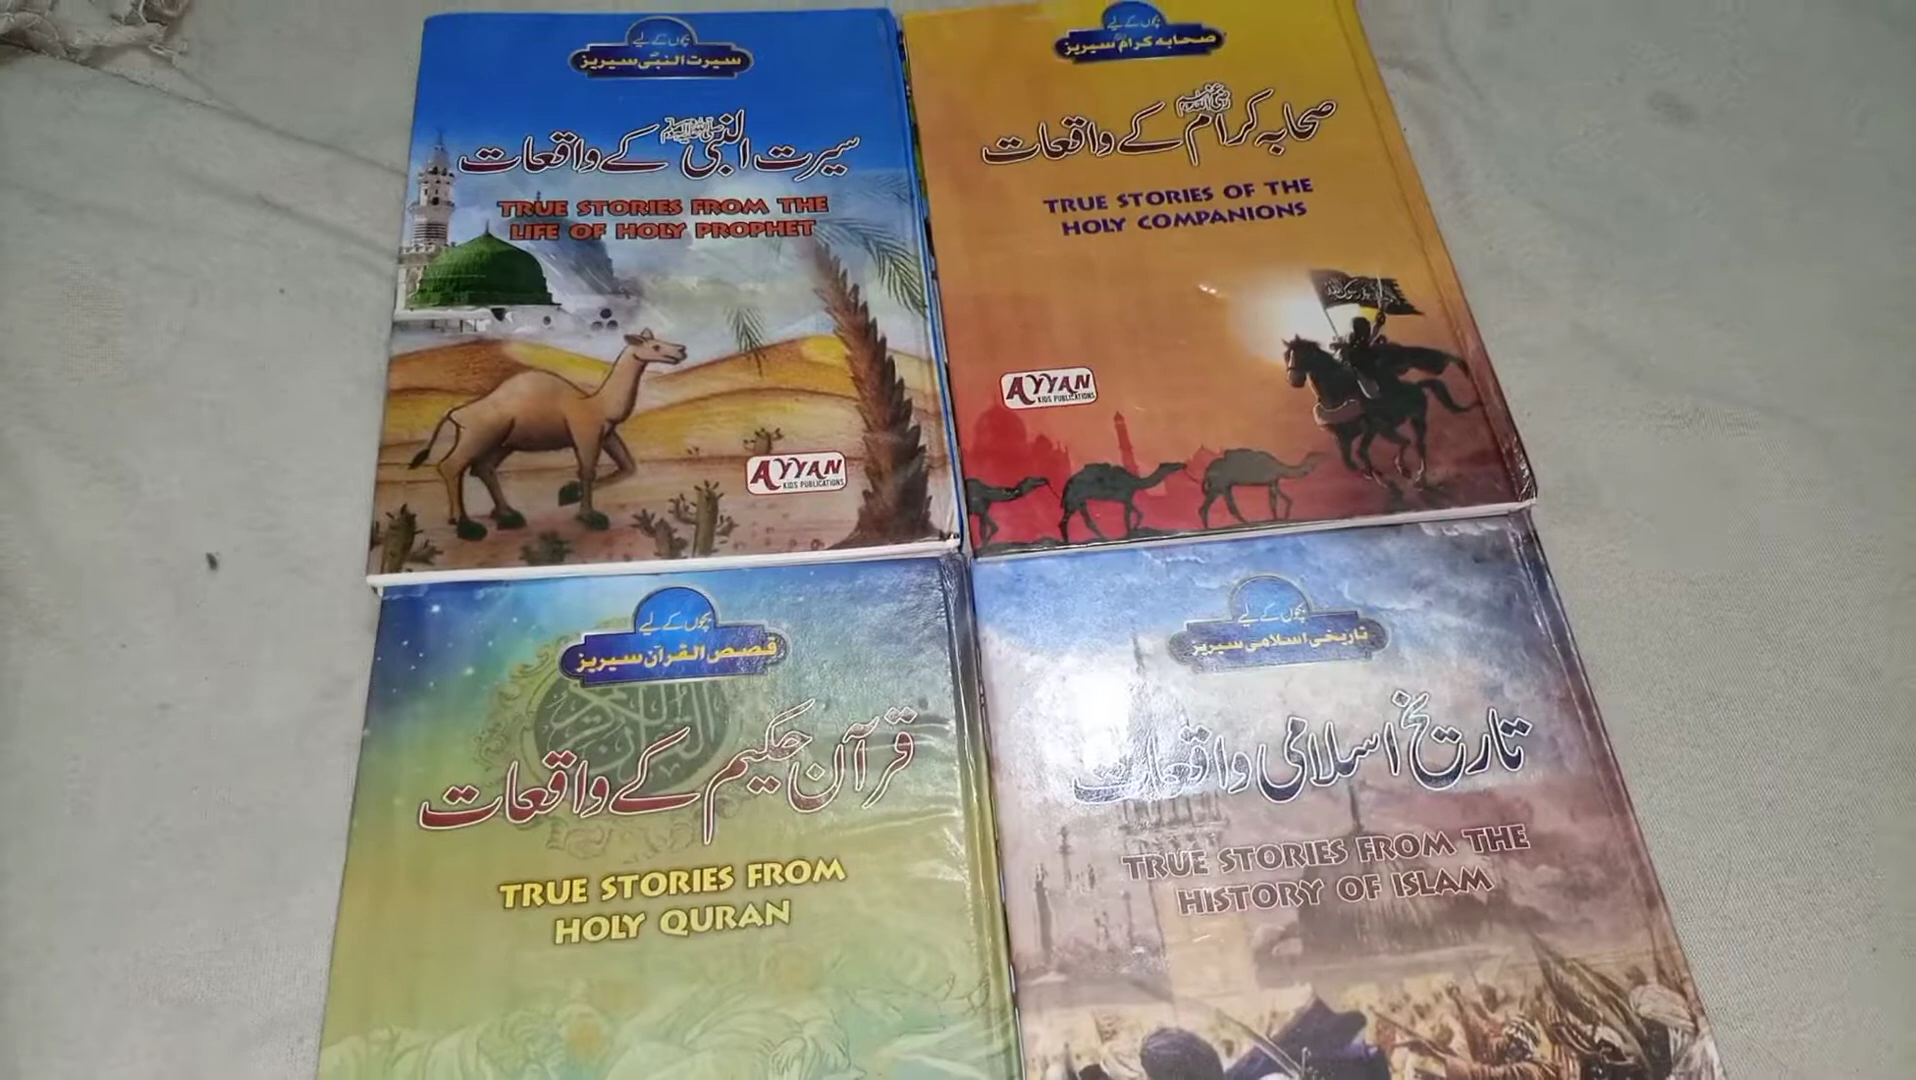 بچوں کے لیے
سیرت النبیؐ سیریز
سیرت النبی ﷺ کے واقعات
TRUE STORIES FROM THE
LIFE OF HOLY PROPHET
AYYAN
KIDS PUBLICATIONS
بچوں کے لیے
صحابہ کرامؓ سیریز
صحابہ کرام رضی اللہ عنہم کے واقعات
TRUE STORIES OF THE
HOLY COMPANIONS
AYYAN
KIDS PUBLICATIONS
بچوں کے لیے
قصص القرآن سیریز
قرآن حکیم کے واقعات
TRUE STORIES FROM
HOLY QURAN
بچوں کے لیے
تاریخی اسلامی سیریز
تاریخ اسلامی واقعات
TRUE STORIES FROM THE
HISTORY OF ISLAM